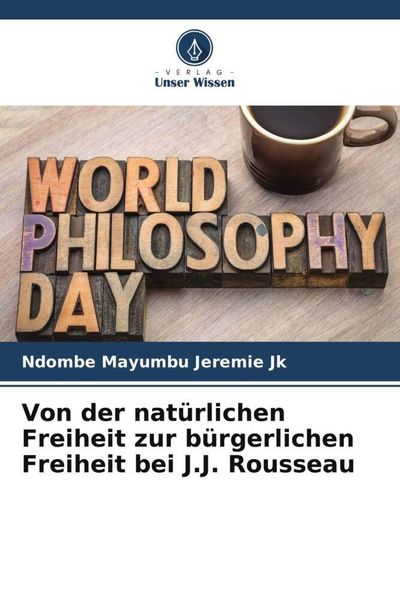 - VERLAG -
Unser Wissen
WORLD
PHILOSOPHY
DAY
Ndombe Mayumbu Jeremie Jk
Von der natürlichen
Freiheit zur bürgerlichen
Freiheit bei J.J. Rousseau